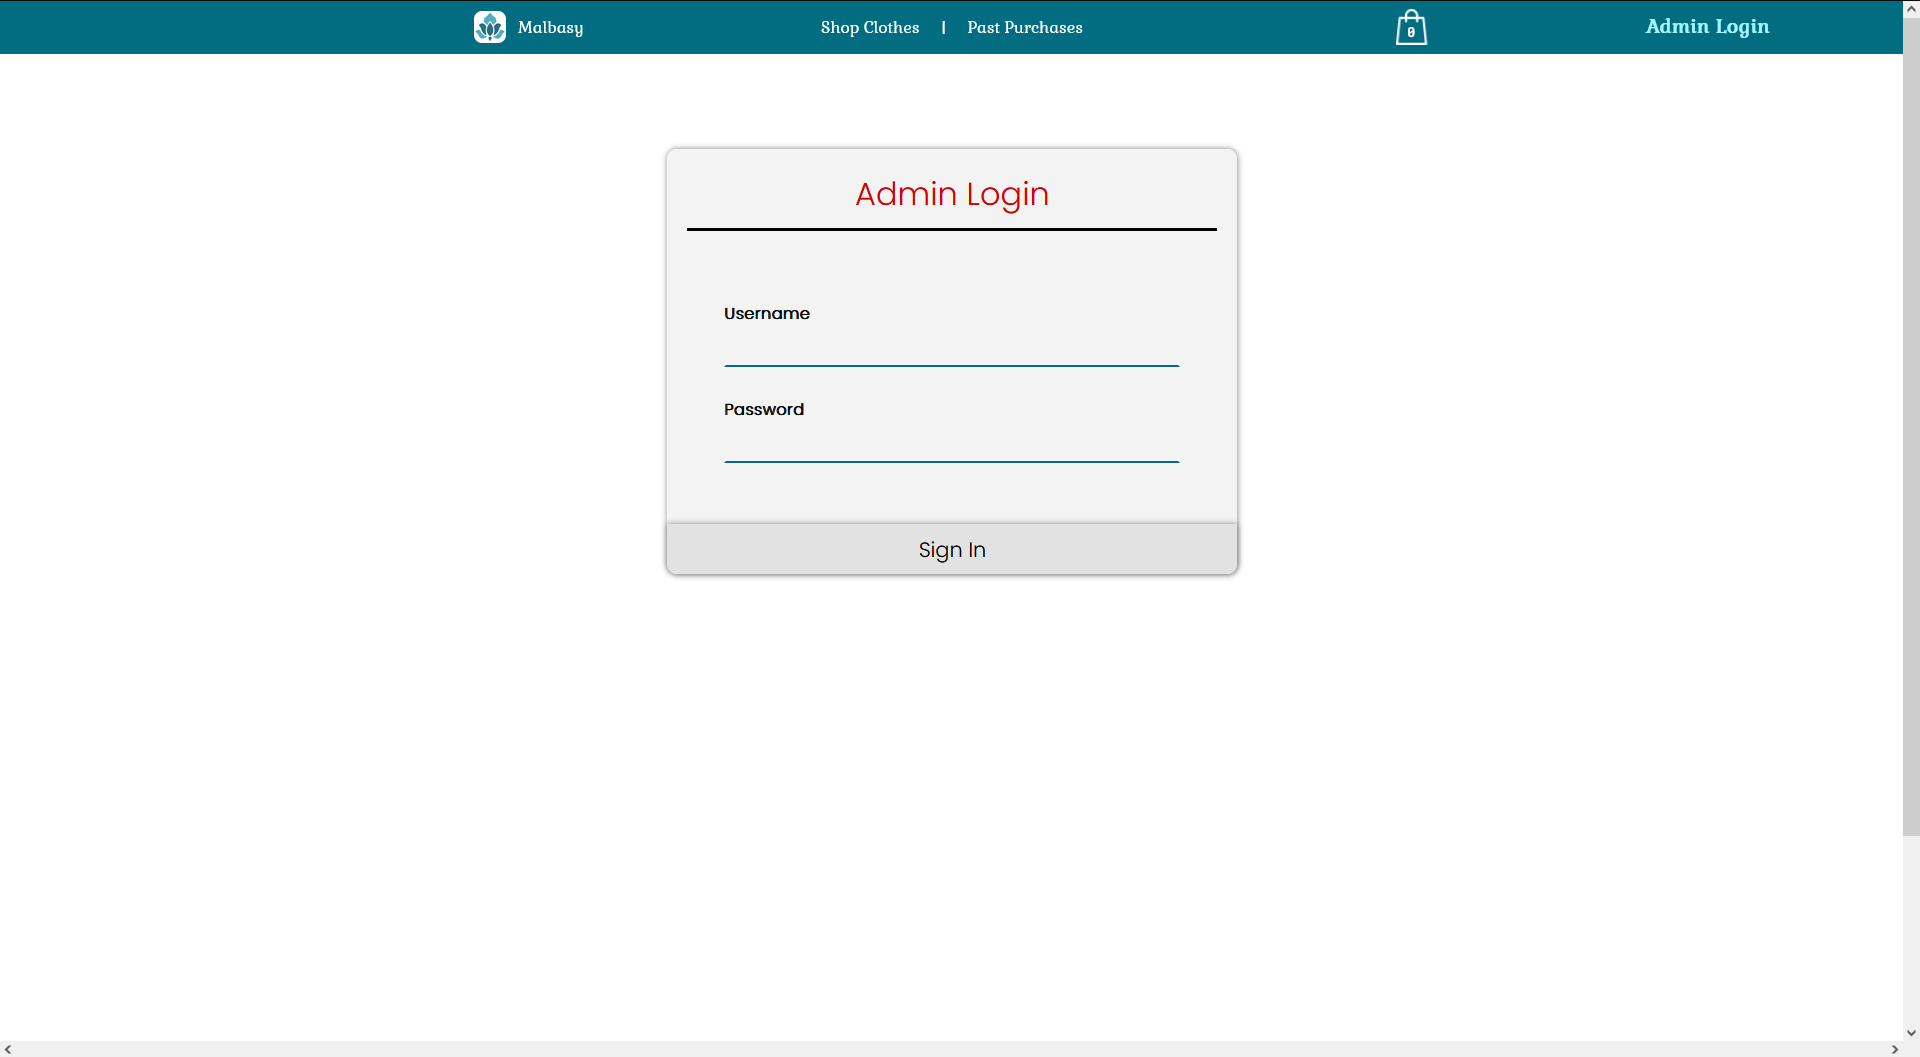 Malbasy Shop Clothes | Past Purchases 0 Admin Login
Admin Login
Username
Password
Sign In